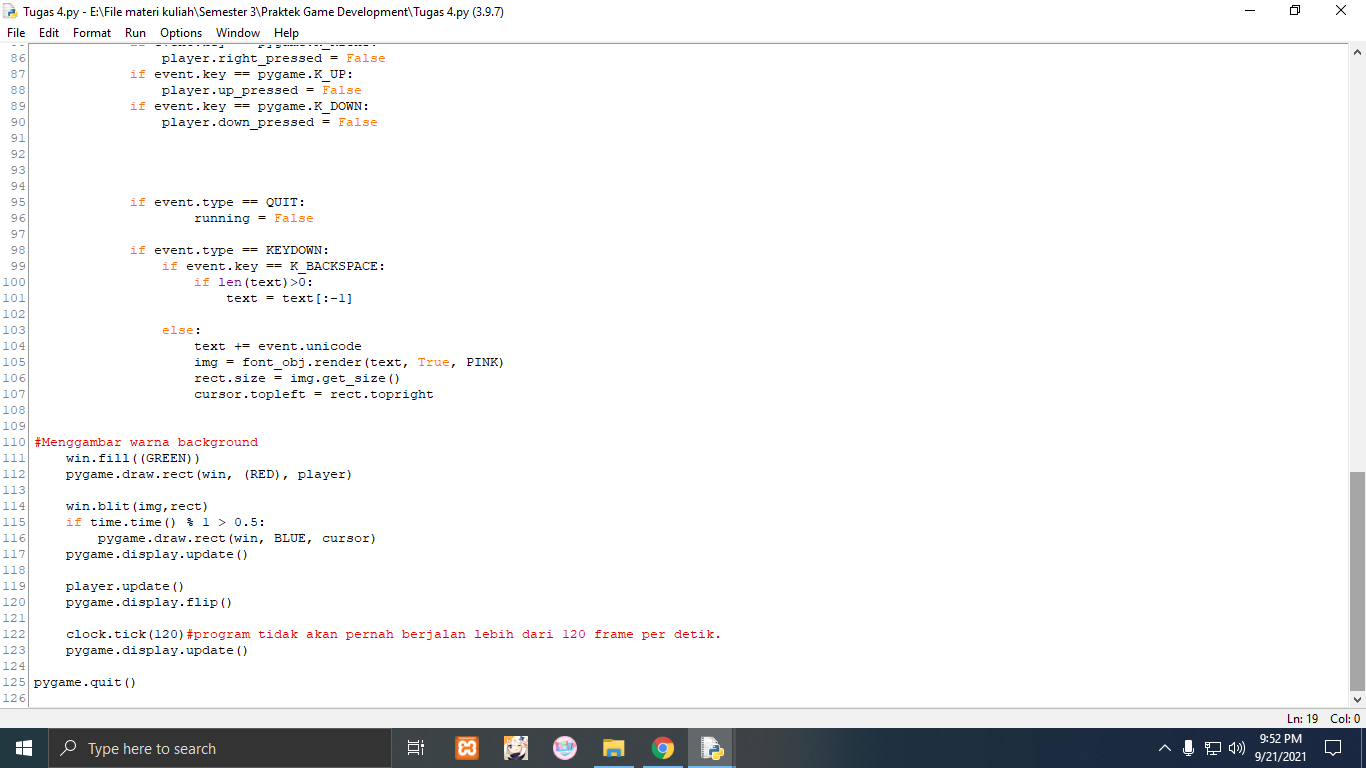 Tugas 4.py - E:\File materi kuliah\Semester 3\Praktek Game Development\Tugas 4.py (3.9.7)
File Edit Format Run Options Window Help
86 player.right_pressed = False
87 if event.key == pygame.K_UP:
88 player.up_pressed = False
89 if event.key == pygame.K_DOWN:
90 player.down_pressed = False
91
92
93
94
95 if event.type == QUIT:
96 running = False
97
98 if event.type == KEYDOWN:
99 if event.key == K_BACKSPACE:
100 if len(text)>0:
101 text = text[:-1]
102
103 else:
104 text += event.unicode
105 img = font_obj.render(text, True, PINK)
106 rect.size = img.get_size()
107 cursor.topleft = rect.topright
108
109
110 #Menggambar warna background
111 win.fill((GREEN))
112 pygame.draw.rect(win, (RED), player)
113
114 win.blit(img,rect)
115 if time.time() % 1 > 0.5:
116 pygame.draw.rect(win, BLUE, cursor)
117 pygame.display.update()
118
119 player.update()
120 pygame.display.flip()
121
122 clock.tick(120)#program tidak akan pernah berjalan lebih dari 120 frame per detik.
123 pygame.display.update()
124
125 pygame.quit()
126
Ln: 19 Col: 0
Type here to search
9:52 PM
9/21/2021